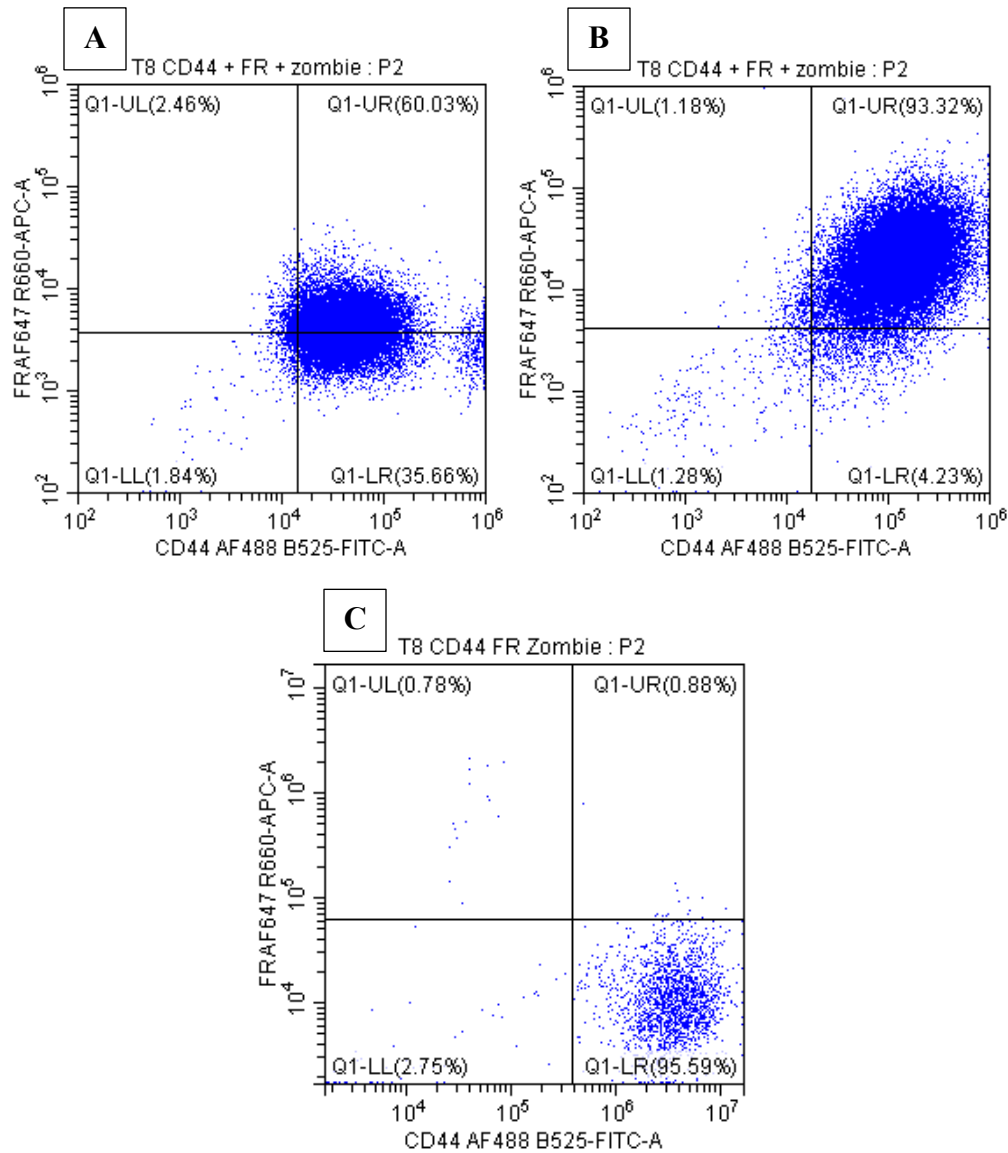 A
T8 CD44 + FR + zombie : P2
Q1-UL(2.46%) Q1-UR(60.03%)
Q1-LL(1.84%) Q1-LR(35.66%)
FRAF647 R660-APC-A
10^6
10^5
10^4
10^3
10^2
10^2 10^3 10^4 10^5 10^6
CD44 AF488 B525-FITC-A
B
T8 CD44 + FR + zombie : P2
Q1-UL(1.18%) Q1-UR(93.32%)
Q1-LL(1.28%) Q1-LR(4.23%)
FRAF647 R660-APC-A
10^6
10^5
10^4
10^3
10^2
10^2 10^3 10^4 10^5 10^6
CD44 AF488 B525-FITC-A
C
T8 CD44 FR Zombie : P2
Q1-UL(0.78%) Q1-UR(0.88%)
Q1-LL(2.75%) Q1-LR(95.59%)
FRAF647 R660-APC-A
10^7
10^6
10^5
10^4
10^4 10^5 10^6 10^7
CD44 AF488 B525-FITC-A